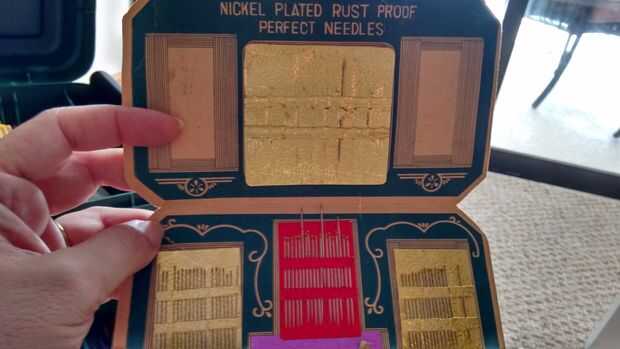 NICKEL PLATED RUST PROOF
PERFECT NEEDLES